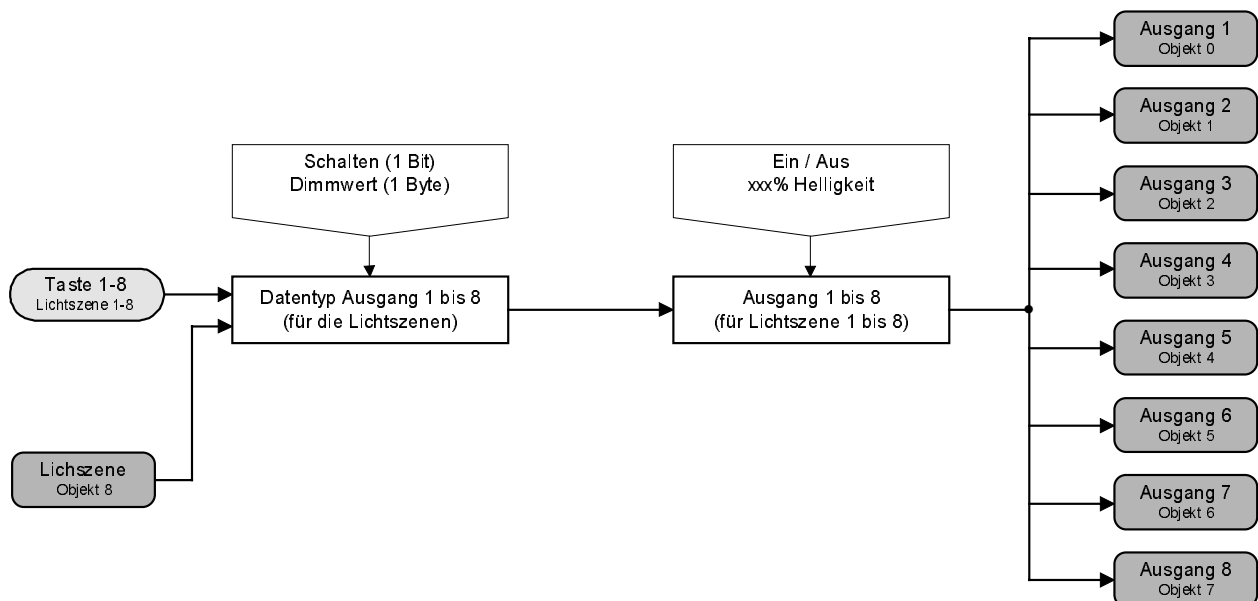 Schalten (1 Bit)
Dimmwert (1 Byte)
Ein / Aus
xxx% Helligkeit
Taste 1-8
Lichtszene 1-8
Lichszene
Objekt 8
Datentyp Ausgang 1 bis 8
(für die Lichtszenen)
Ausgang 1 bis 8
(für Lichtszene 1 bis 8)
Ausgang 1
Objekt 0
Ausgang 2
Objekt 1
Ausgang 3
Objekt 2
Ausgang 4
Objekt 3
Ausgang 5
Objekt 4
Ausgang 6
Objekt 5
Ausgang 7
Objekt 6
Ausgang 8
Objekt 7